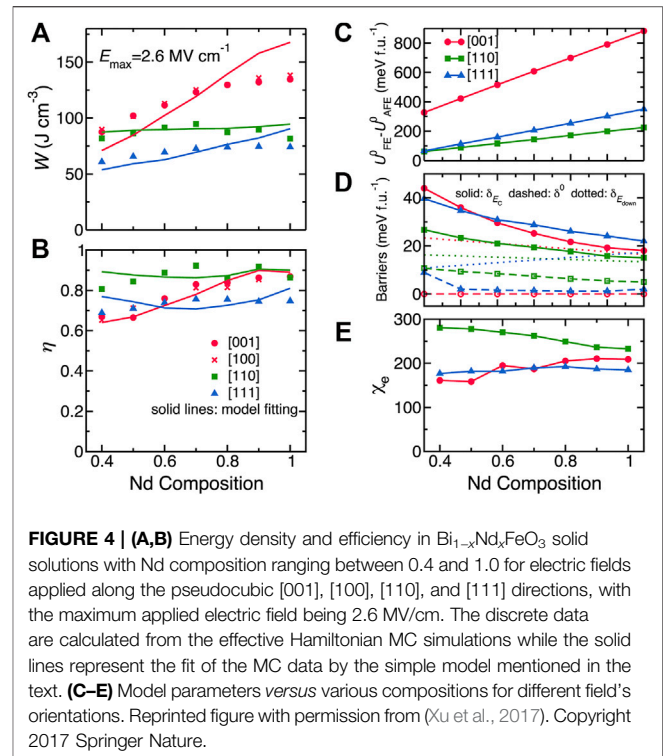 A
E_max=2.6 MV cm⁻¹
W (J cm⁻³)
150
100
50
0
B
η
1
0.8
0.6
0.4
0.2
0
[001]
[100]
[110]
[111]
solid lines: model fitting
0.4 0.6 0.8 1
Nd Composition
C
[001]
[110]
[111]
U⁰_FE-U⁰_AFE (meV f.u.⁻¹)
800
600
400
200
0
D
solid: δ_E_C dashed: δ⁰ dotted: δ_E_down
Barriers (meV f.u.⁻¹)
40
20
0
E
χ_e
300
200
100
0
0.4 0.6 0.8 1
Nd Composition
FIGURE 4 | (A,B) Energy density and efficiency in Bi₁₋ₓNdₓFeO₃ solid
solutions with Nd composition ranging between 0.4 and 1.0 for electric fields
applied along the pseudocubic [001], [100], [110], and [111] directions, with
the maximum applied electric field being 2.6 MV/cm. The discrete data
are calculated from the effective Hamiltonian MC simulations while the solid
lines represent the fit of the MC data by the simple model mentioned in the
text. (C–E) Model parameters versus various compositions for different field's
orientations. Reprinted figure with permission from (Xu et al., 2017). Copyright
2017 Springer Nature.